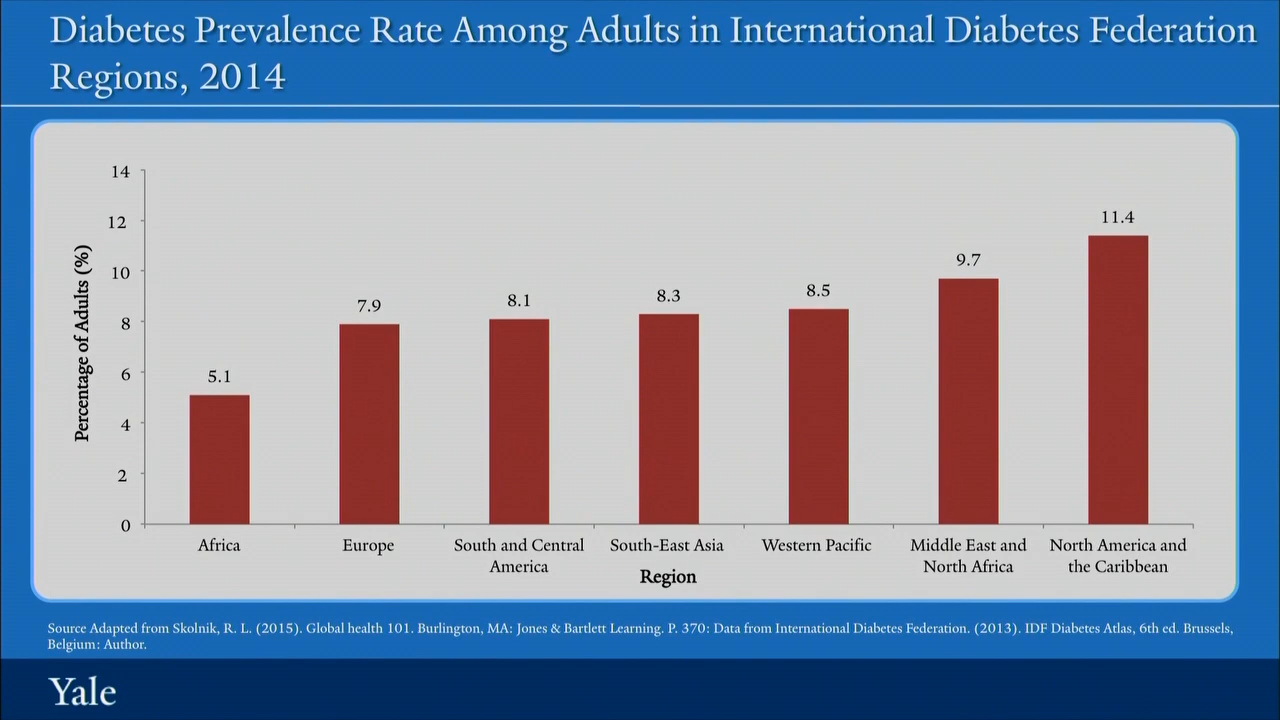 Diabetes Prevalence Rate Among Adults in International Diabetes Federation
Regions, 2014
14
12
10
8
6
4
2
0
Percentage of Adults (%)
5.1
7.9
8.1
8.3
8.5
9.7
11.4
Africa
Europe
South and Central
America
South-East Asia
Western Pacific
Middle East and
North Africa
North America and
the Caribbean
Region
Source Adapted from Skolnik, R. L. (2015). Global health 101. Burlington, MA: Jones & Bartlett Learning. P. 370: Data from International Diabetes Federation. (2013). IDF Diabetes Atlas, 6th ed. Brussels,
Belgium: Author.
Yale